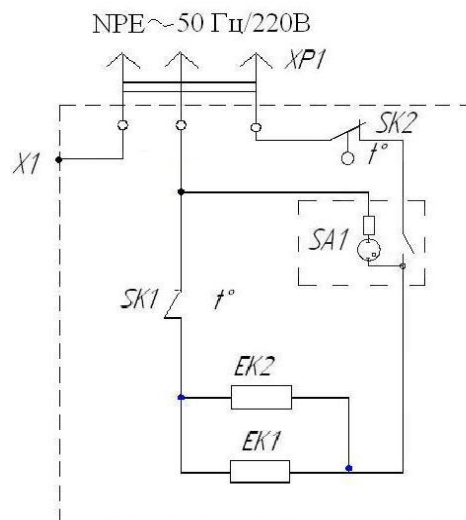 NPE～50 Гц/220В
XP1
SK2
t°
X1
SA1
SK1 t°
EK2
EK1